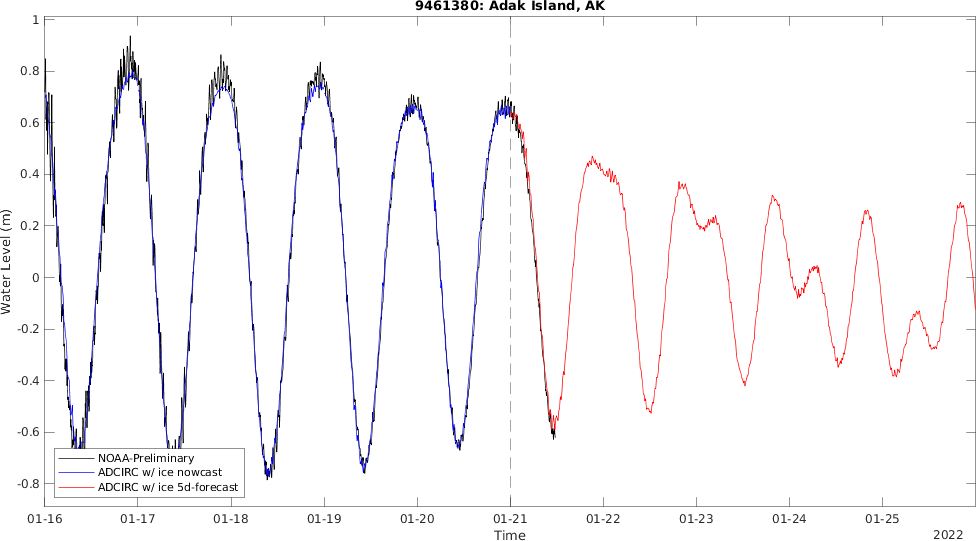 9461380: Adak Island, AK
Water Level (m)
1
0.8
0.6
0.4
0.2
0
-0.2
-0.4
-0.6
-0.8
NOAA-Preliminary
ADCIRC w/ ice nowcast
ADCIRC w/ ice 5d-forecast
01-16 01-17 01-18 01-19 01-20 01-21 01-22 01-23 01-24 01-25
Time
2022